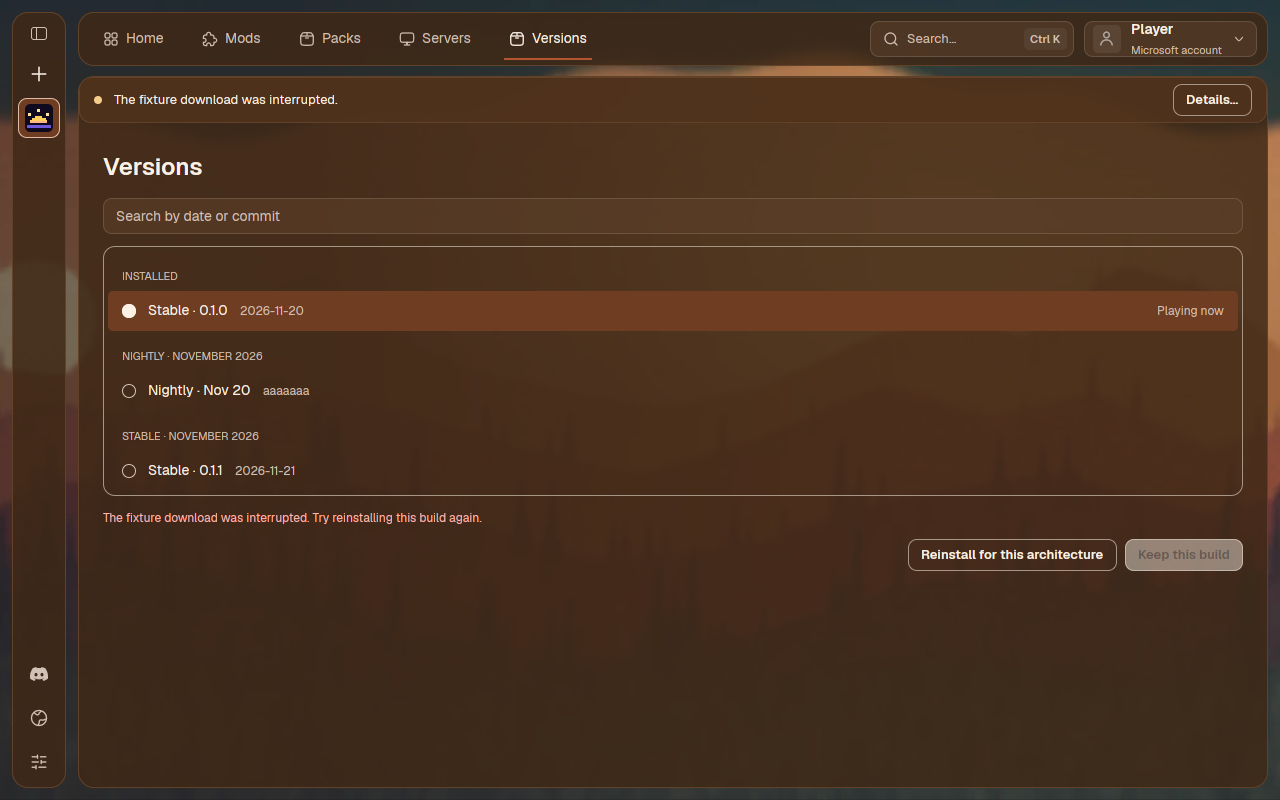 Home
Mods
Packs
Servers
Versions
Search...
Ctrl K
Player
Microsoft account
The fixture download was interrupted.
Details...
Versions
Search by date or commit
INSTALLED
Stable · 0.1.0 2026-11-20
Playing now
NIGHTLY · NOVEMBER 2026
Nightly · Nov 20 aaaaaaa
STABLE · NOVEMBER 2026
Stable · 0.1.1 2026-11-21
The fixture download was interrupted. Try reinstalling this build again.
Reinstall for this architecture
Keep this build